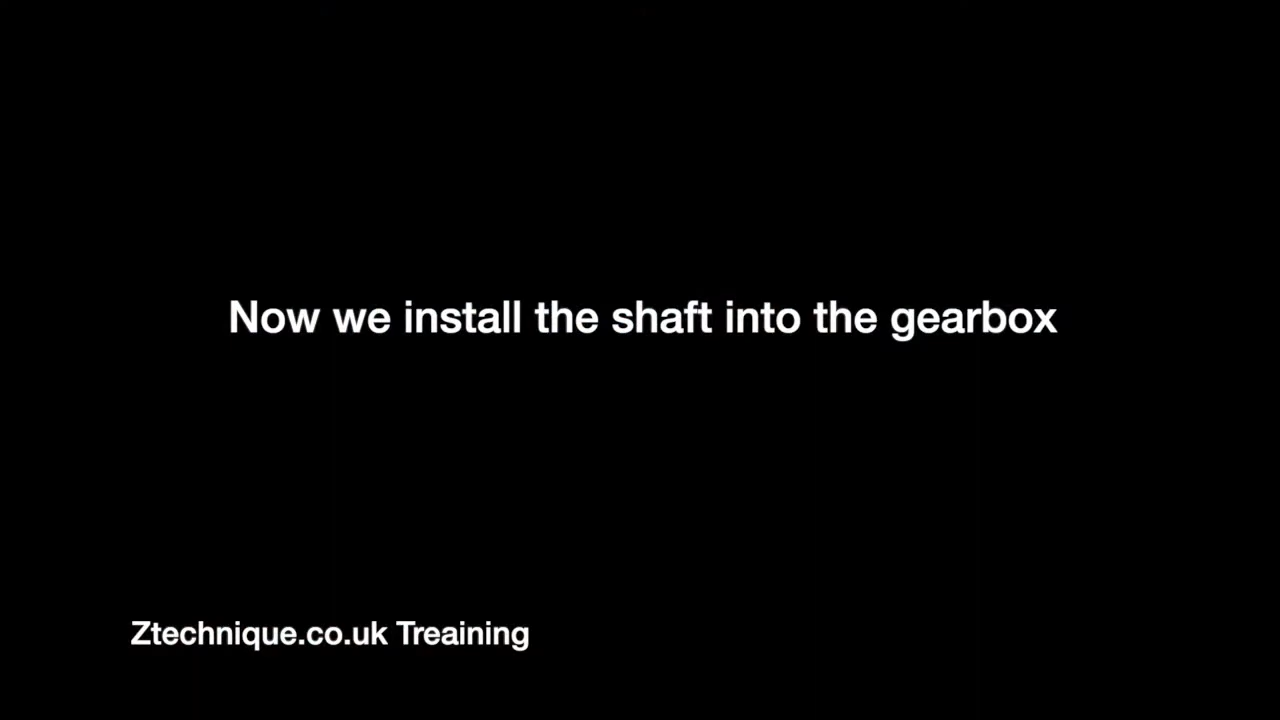 Now we install the shaft into the gearbox
Ztechnique.co.uk Treaining